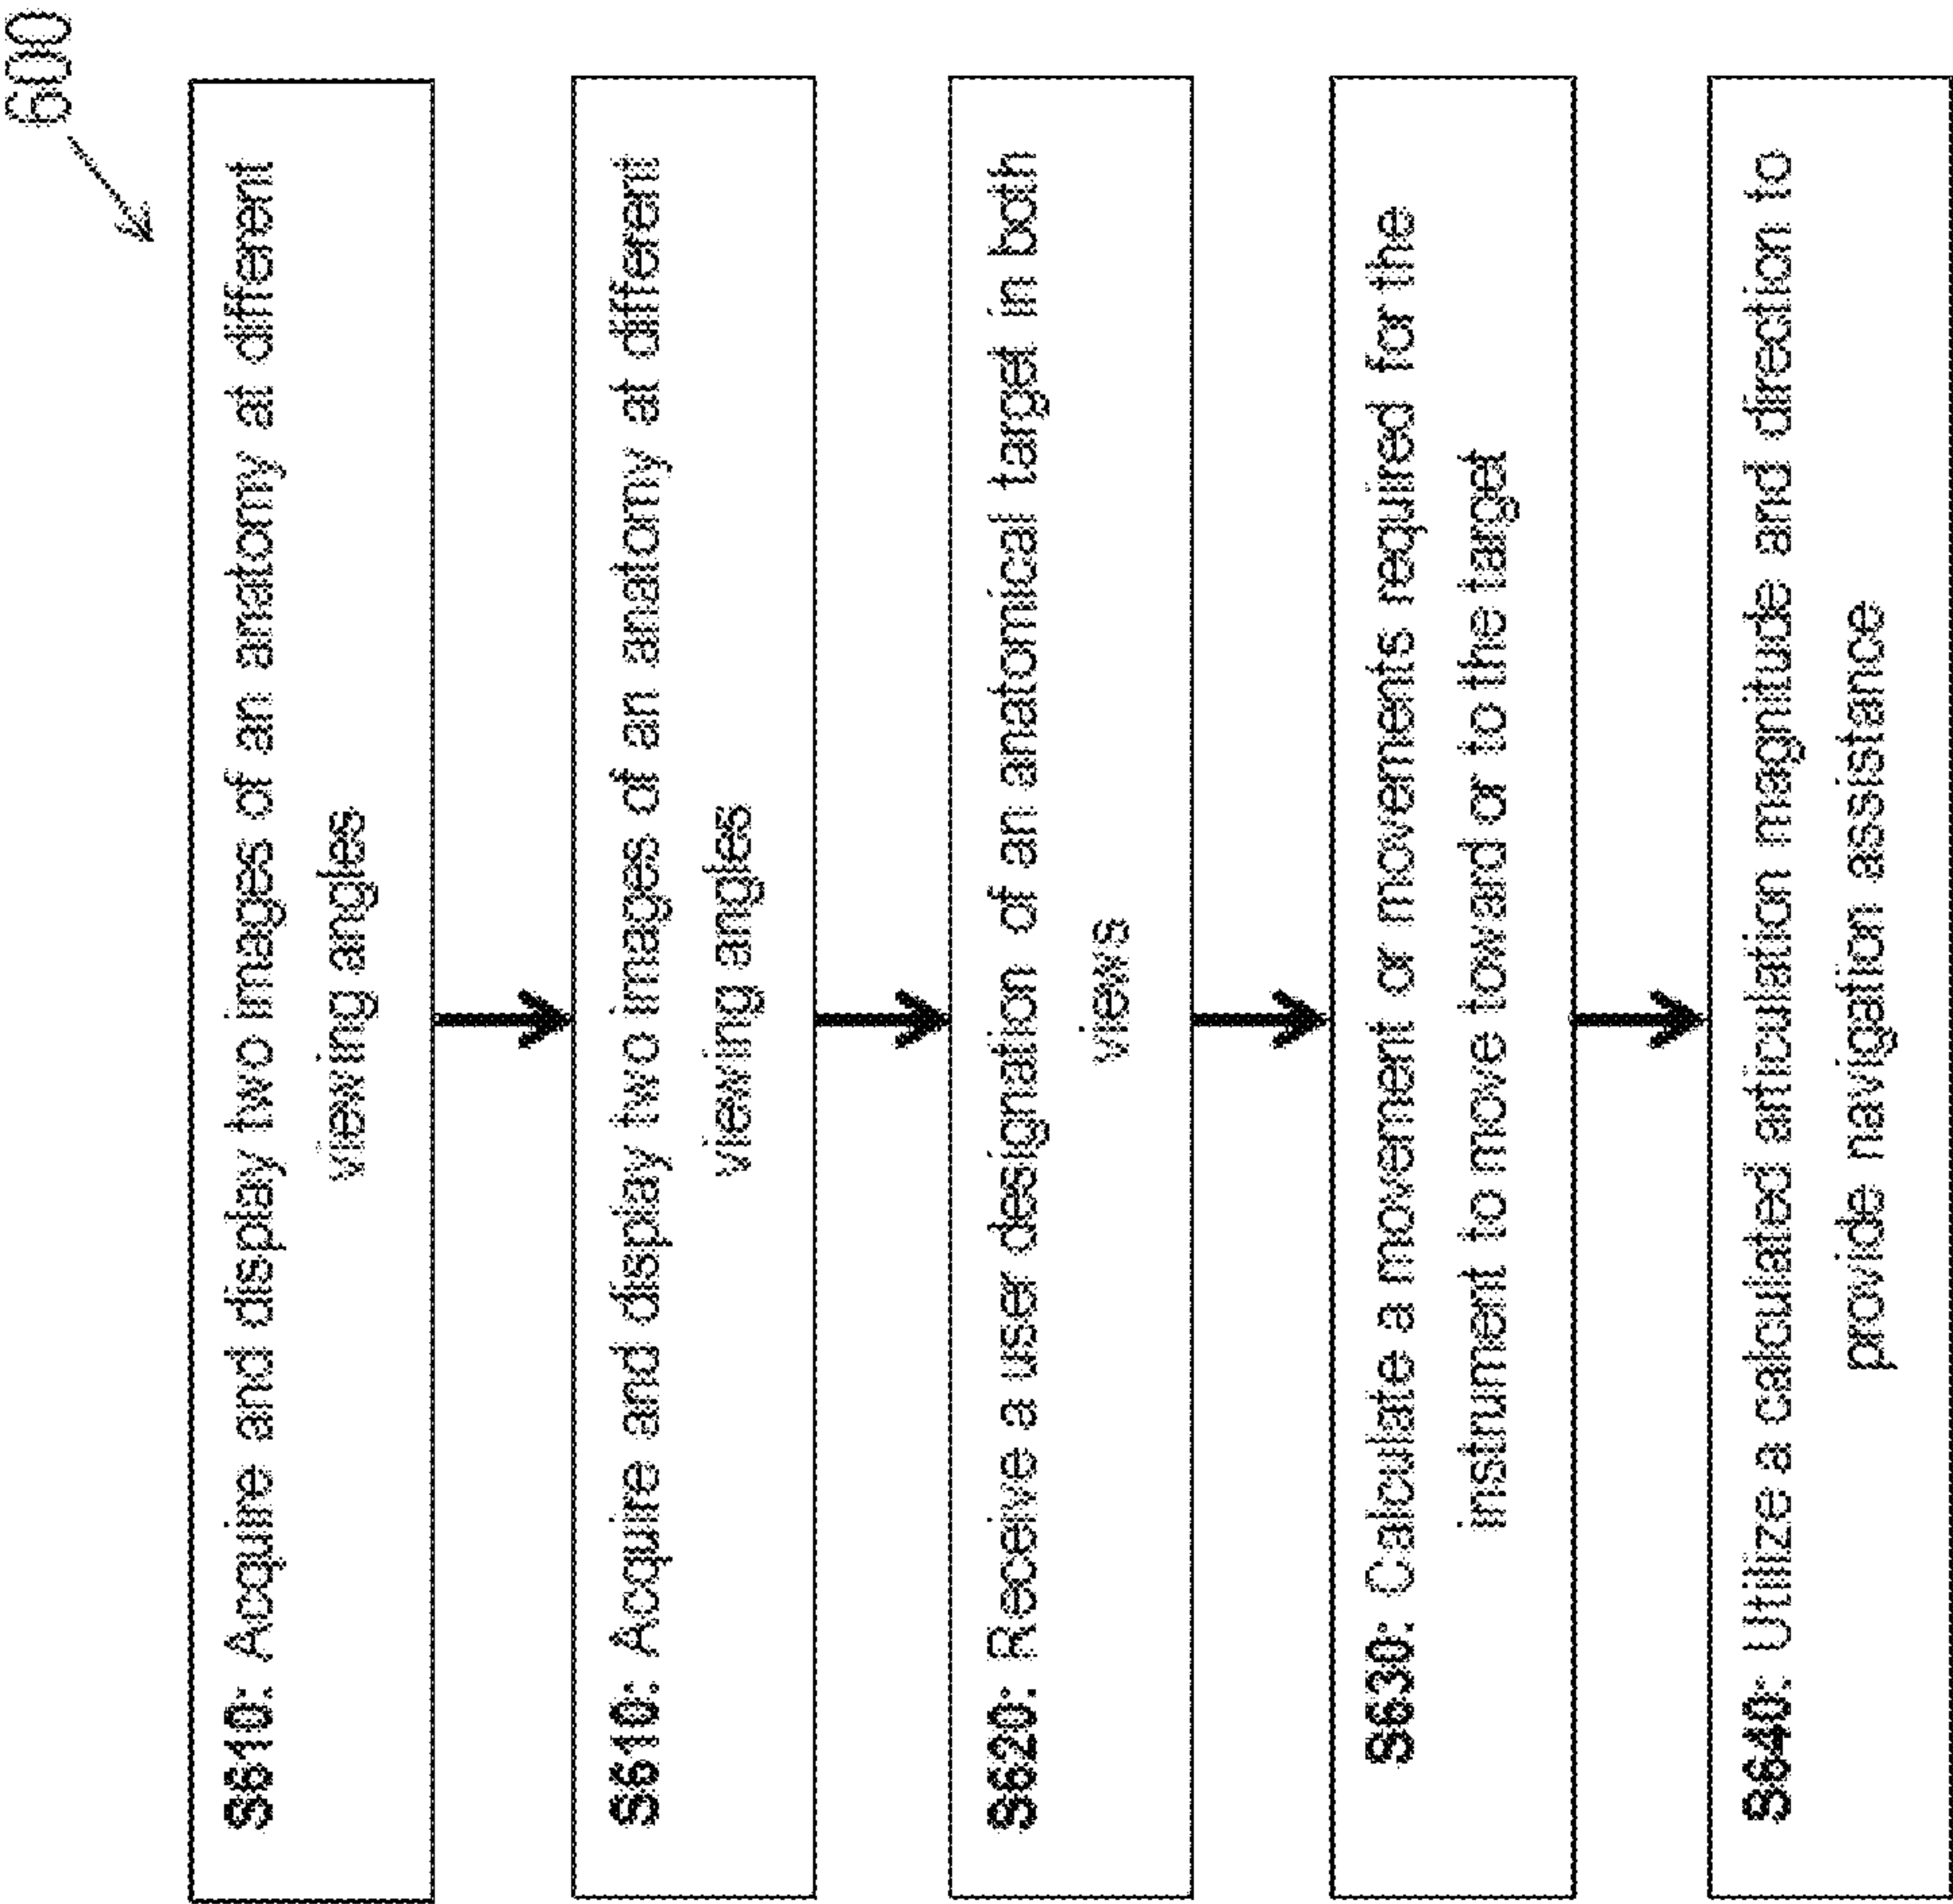 600
S610: Acquire and display two images of an anatomy at different
viewing angles
S610: Acquire and display two images of an anatomy at different
viewing angles
S620: Receive a user designation of an anatomical target in both
views
S630: Calculate a movement or movements required for the
instrument to move toward or to the target
S640: Utilize a calculated articulation magnitude and direction to
provide navigation assistance